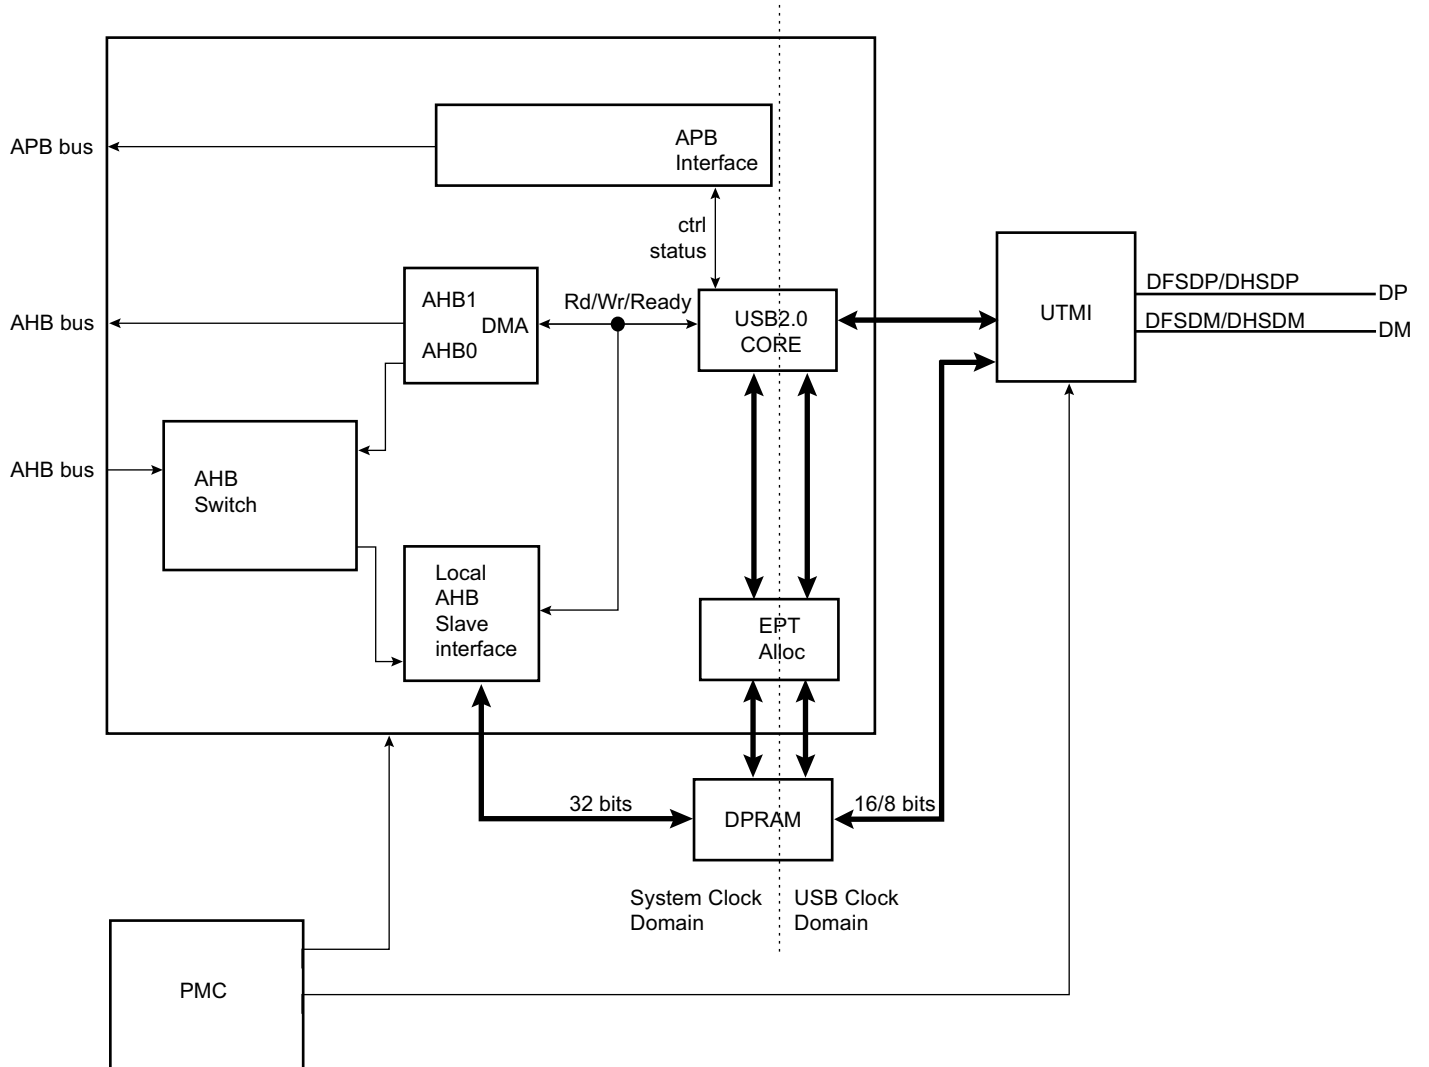 APB bus
APB
Interface
ctrl
status
AHB bus
AHB1
DMA
AHB0
Rd/Wr/Ready
USB2.0
CORE
UTMI
DFSDP/DHSDP
DP
DFSDM/DHSDM
DM
AHB bus
AHB
Switch
Local
AHB
Slave
interface
EPT
Alloc
32 bits
DPRAM
16/8 bits
System Clock
Domain
USB Clock
Domain
PMC